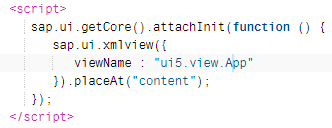 <script>
sap.ui.getCore().attachInit(function () {
sap.ui.xmlview({
viewName : "ui5.view.App"
}).placeAt("content");
});
</script>